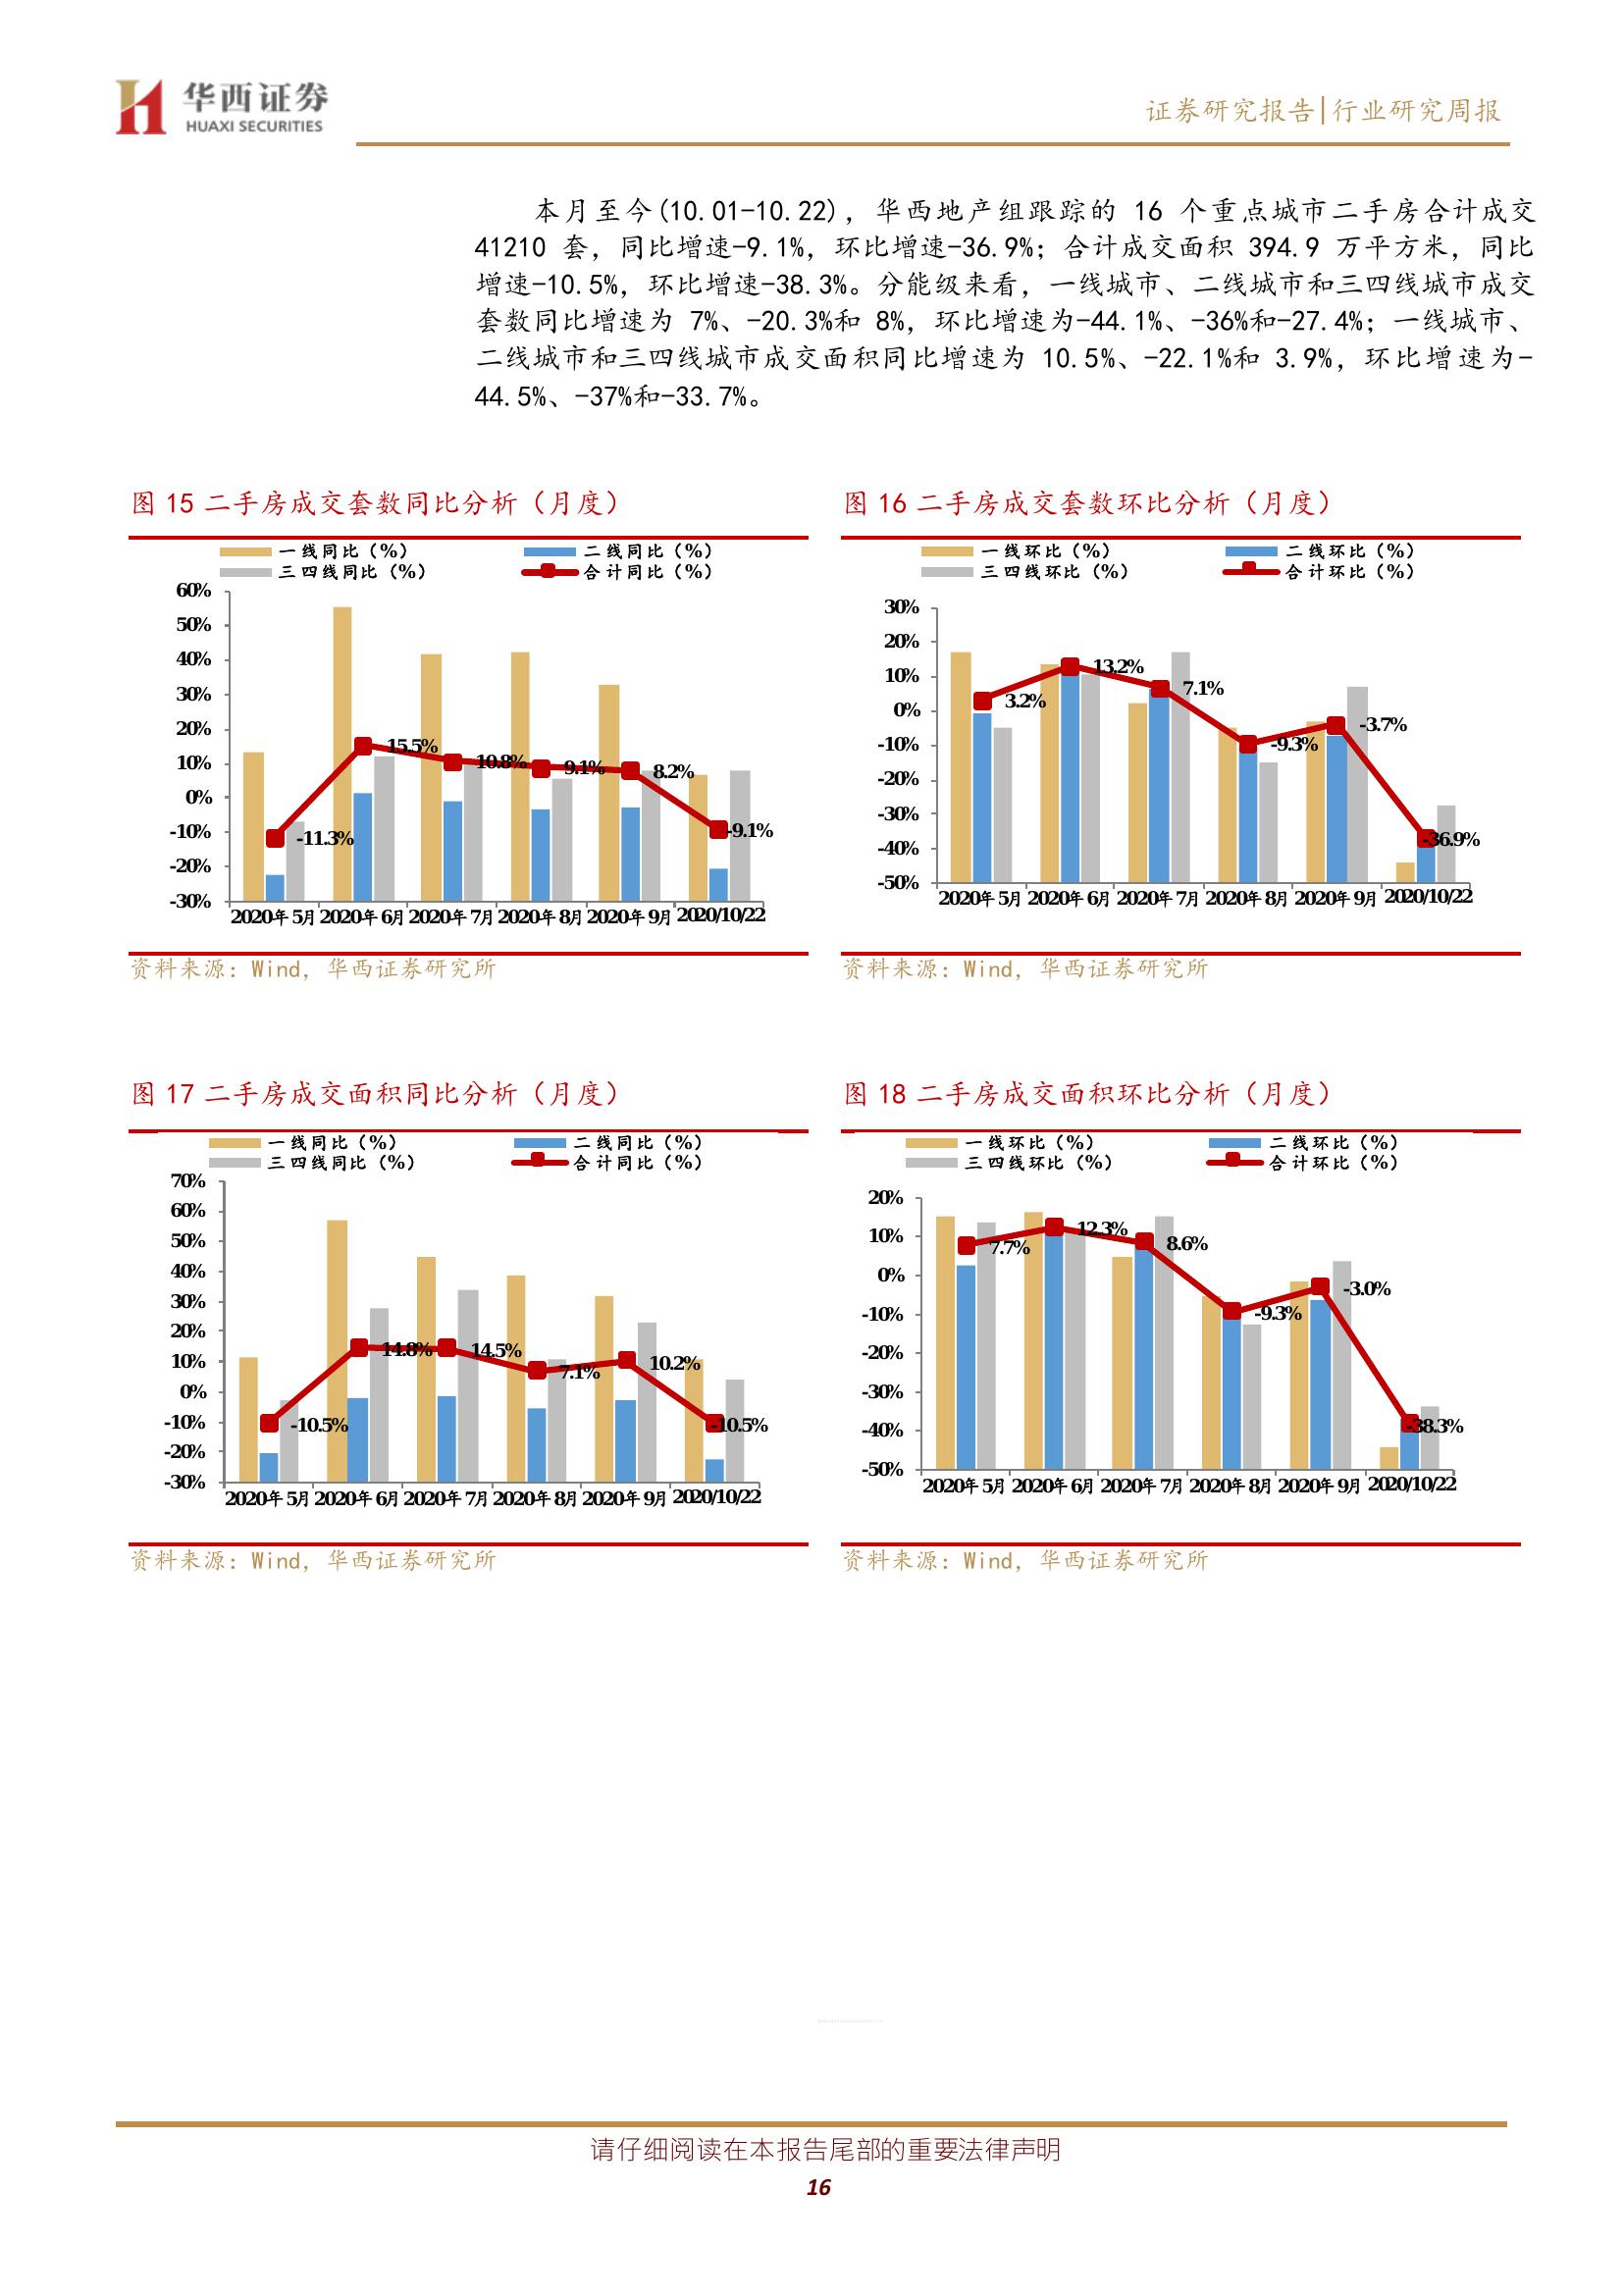 华西证券
HUAXI SECURITIES
证券研究报告|行业研究周报
本月至今(10.01-10.22)，华西地产组跟踪的 16 个重点城市二手房合计成交
41210 套，同比增速-9.1%，环比增速-36.9%；合计成交面积 394.9 万平方米，同比
增速-10.5%，环比增速-38.3%。分能级来看，一线城市、二线城市和三四线城市成交
套数同比增速为 7%、-20.3%和 8%，环比增速为-44.1%、-36%和-27.4%；一线城市、
二线城市和三四线城市成交面积同比增速为 10.5%、-22.1%和 3.9%，环比增速为-
44.5%、-37%和-33.7%。
图 15 二手房成交套数同比分析（月度）
一线同比（%）
二线同比（%）
三四线同比（%）
合计同比（%）
60%
50%
40%
30%
20%
10%
0%
-10%
-20%
-30%
-11.3%
15.5%
10.8%
9.1%
8.2%
-9.1%
2020年 5月 2020年 6月 2020年 7月 2020年 8月 2020年 9月 2020/10/22
资料来源：Wind，华西证券研究所
图 16 二手房成交套数环比分析（月度）
一线环比（%）
二线环比（%）
三四线环比（%）
合计环比（%）
30%
20%
10%
0%
-10%
-20%
-30%
-40%
-50%
3.2%
13.2%
7.1%
-9.3%
-3.7%
-36.9%
2020年 5月 2020年 6月 2020年 7月 2020年 8月 2020年 9月 2020/10/22
资料来源：Wind，华西证券研究所
图 17 二手房成交面积同比分析（月度）
一线同比（%）
二线同比（%）
三四线同比（%）
合计同比（%）
70%
60%
50%
40%
30%
20%
10%
0%
-10%
-20%
-30%
-10.5%
14.8%
14.5%
7.1%
10.2%
-10.5%
2020年 5月 2020年 6月 2020年 7月 2020年 8月 2020年 9月 2020/10/22
资料来源：Wind，华西证券研究所
图 18 二手房成交面积环比分析（月度）
一线环比（%）
二线环比（%）
三四线环比（%）
合计环比（%）
20%
10%
0%
-10%
-20%
-30%
-40%
-50%
7.7%
12.3%
8.6%
-9.3%
-3.0%
-38.3%
2020年 5月 2020年 6月 2020年 7月 2020年 8月 2020年 9月 2020/10/22
资料来源：Wind，华西证券研究所
请仔细阅读在本报告尾部的重要法律声明
16